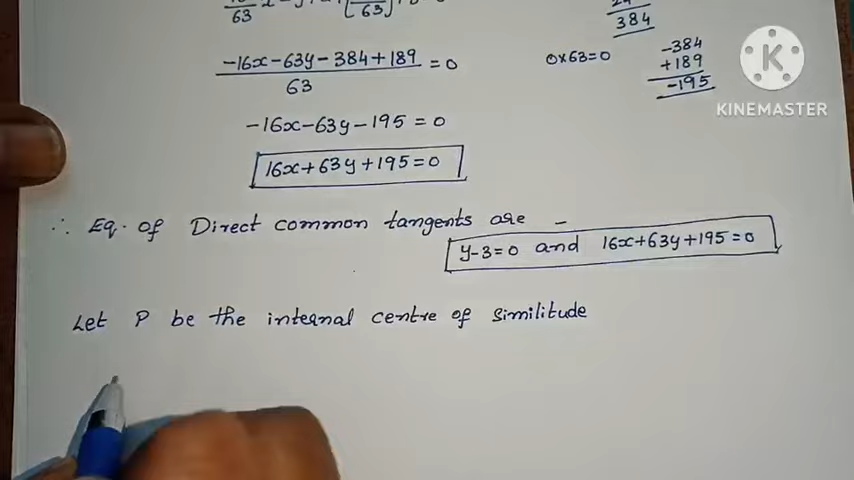 384
-16x-63y-384+189 / 63 = 0
0×63=0
-384
+189
-195
-16x-63y-195=0
16x+63y+195=0
∴ Eq. of Direct common tangents are –
y-3=0 and 16x+63y+195=0
Let P be the internal centre of similitude
KINEMASTER